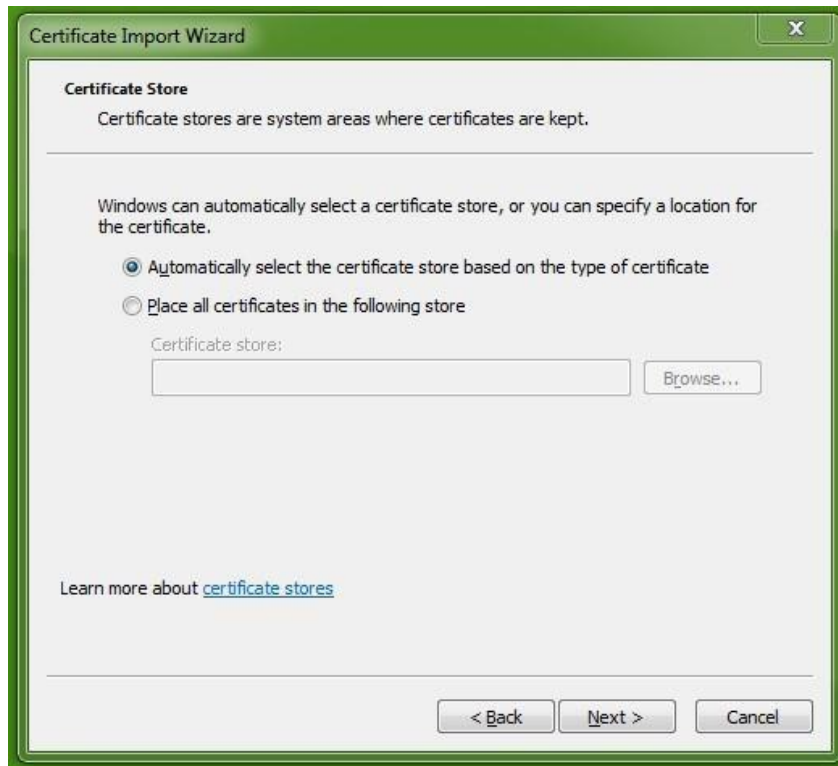 Certificate Import Wizard
Certificate Store
Certificate stores are system areas where certificates are kept.
Windows can automatically select a certificate store, or you can specify a location for
the certificate.
Automatically select the certificate store based on the type of certificate
Place all certificates in the following store
Certificate store:
Browse...
Learn more about certificate stores
< Back Next > Cancel